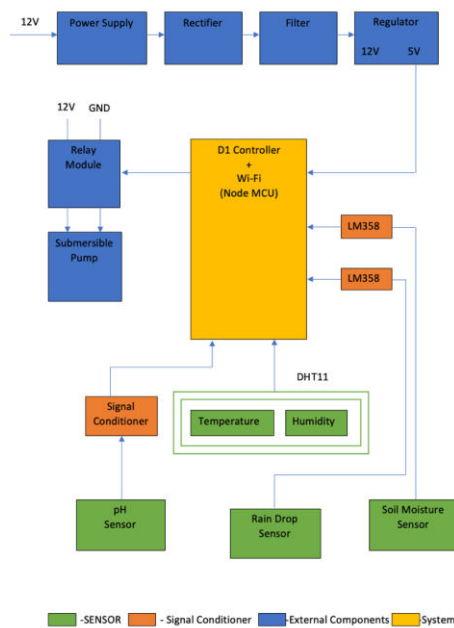 12V
Power Supply
Rectifier
Filter
Regulator
12V 5V
12V GND
Relay
Module
D1 Controller
+
Wi-Fi
(Node MCU)
LM358
Submersible
Pump
LM358
DHT11
Signal
Conditioner
Temperature
Humidity
pH
Sensor
Rain Drop
Sensor
Soil Moisture
Sensor
-SENSOR
- Signal Conditioner
-External Components
-System